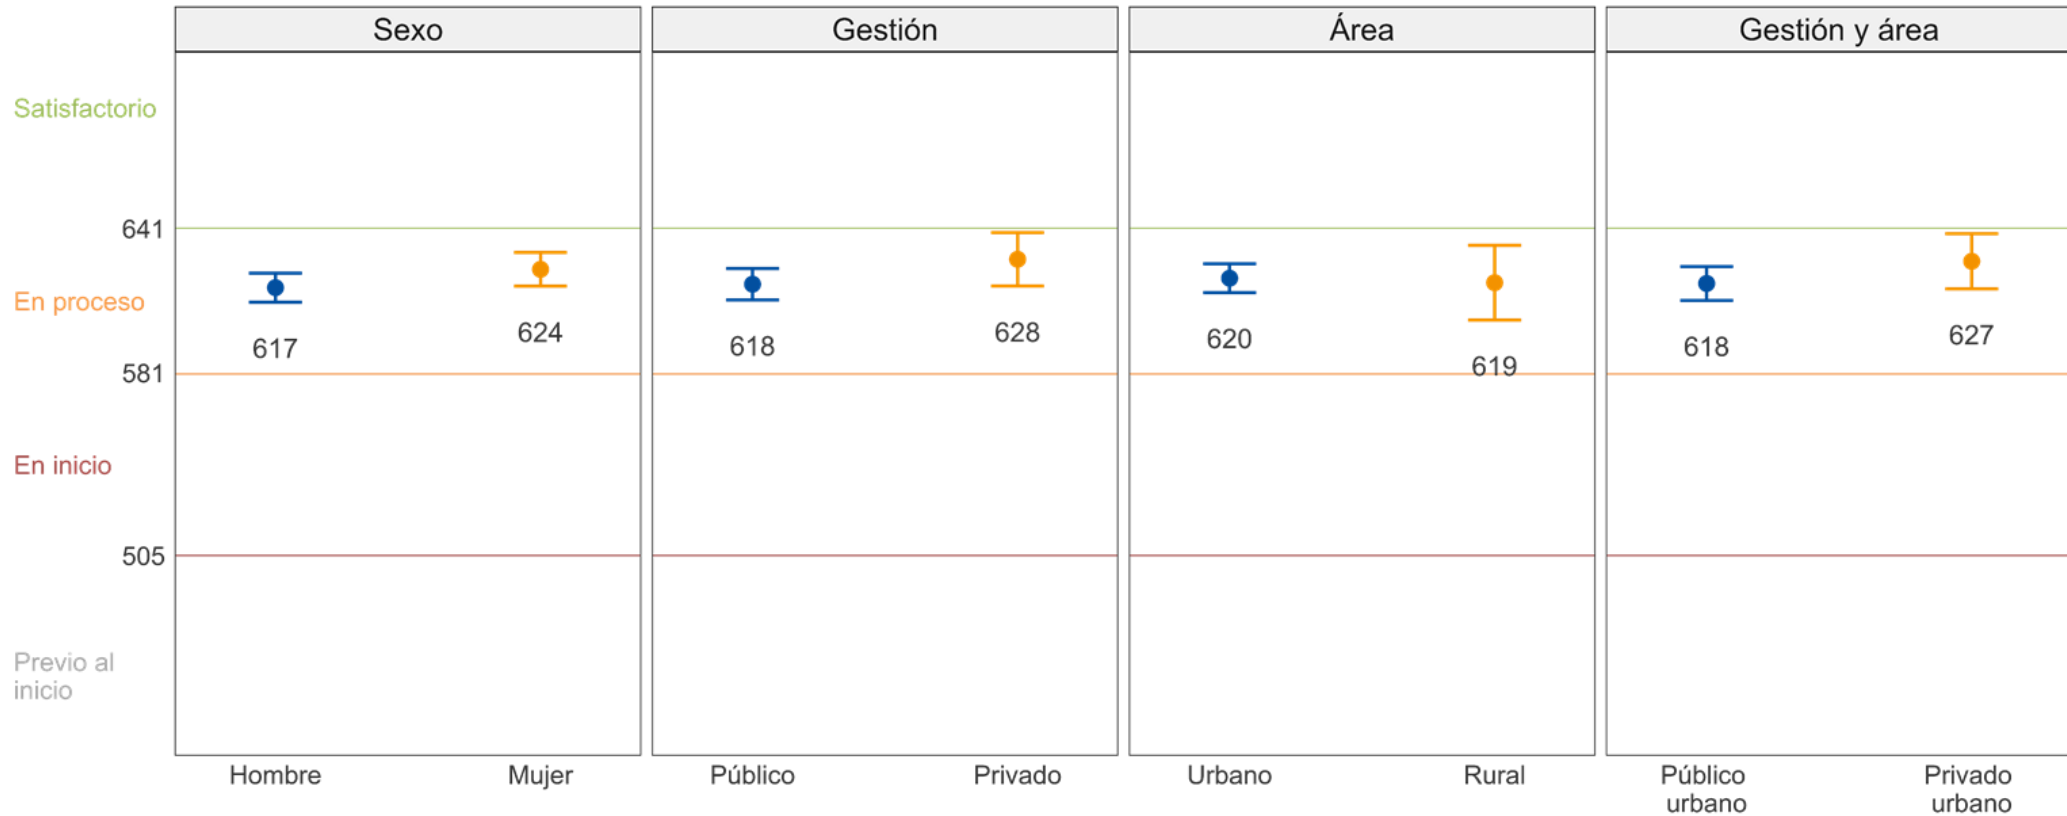 Sexo
Gestión
Área
Gestión y área
Satisfactorio
641
En proceso
617
624
618
628
620
619
618
627
581
En inicio
505
Previo al
inicio
Hombre
Mujer
Público
Privado
Urbano
Rural
Público
urbano
Privado
urbano